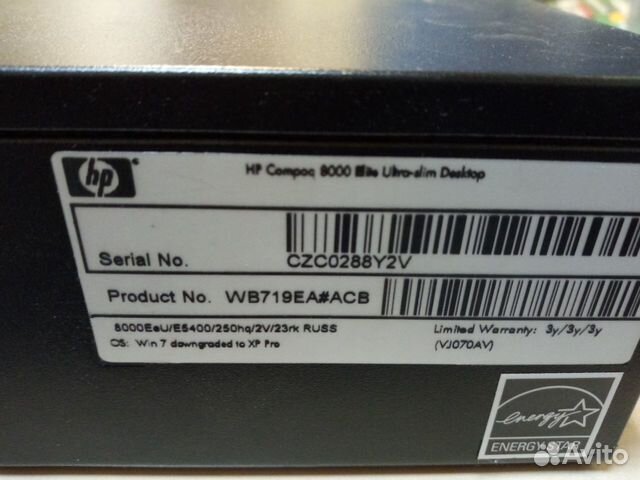 hp
HP Compaq 8000 Elite Ultra-slim Desktop
Serial No. CZC0288Y2V
Product No. WB719EA#ACB
8000EeU/E5400/250hq/2V/23rk RUSS
Limited Warranty: 3y/3y/3y
OS: Win 7 downgraded to XP Pro
(VJ070AV)
energy
ENERGY STAR
Avito